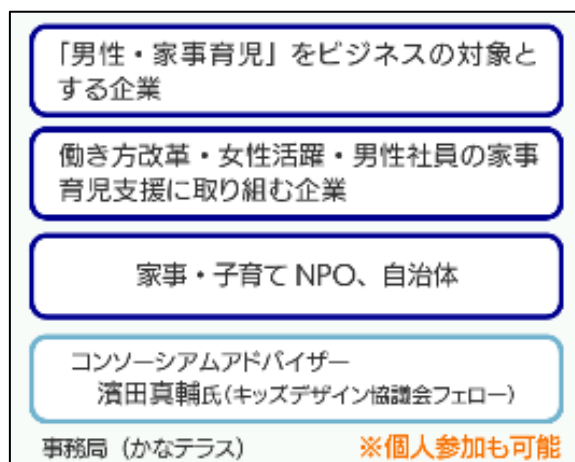 「男性・家事育児」をビジネスの対象と
する企業
働き方改革・女性活躍・男性社員の家事
育児支援に取り組む企業
家事・子育て NPO、自治体
コンソーシアムアドバイザー
濱田真輔氏(キッズデザイン協議会フェロー)
事務局（かなテラス） ※個人参加も可能